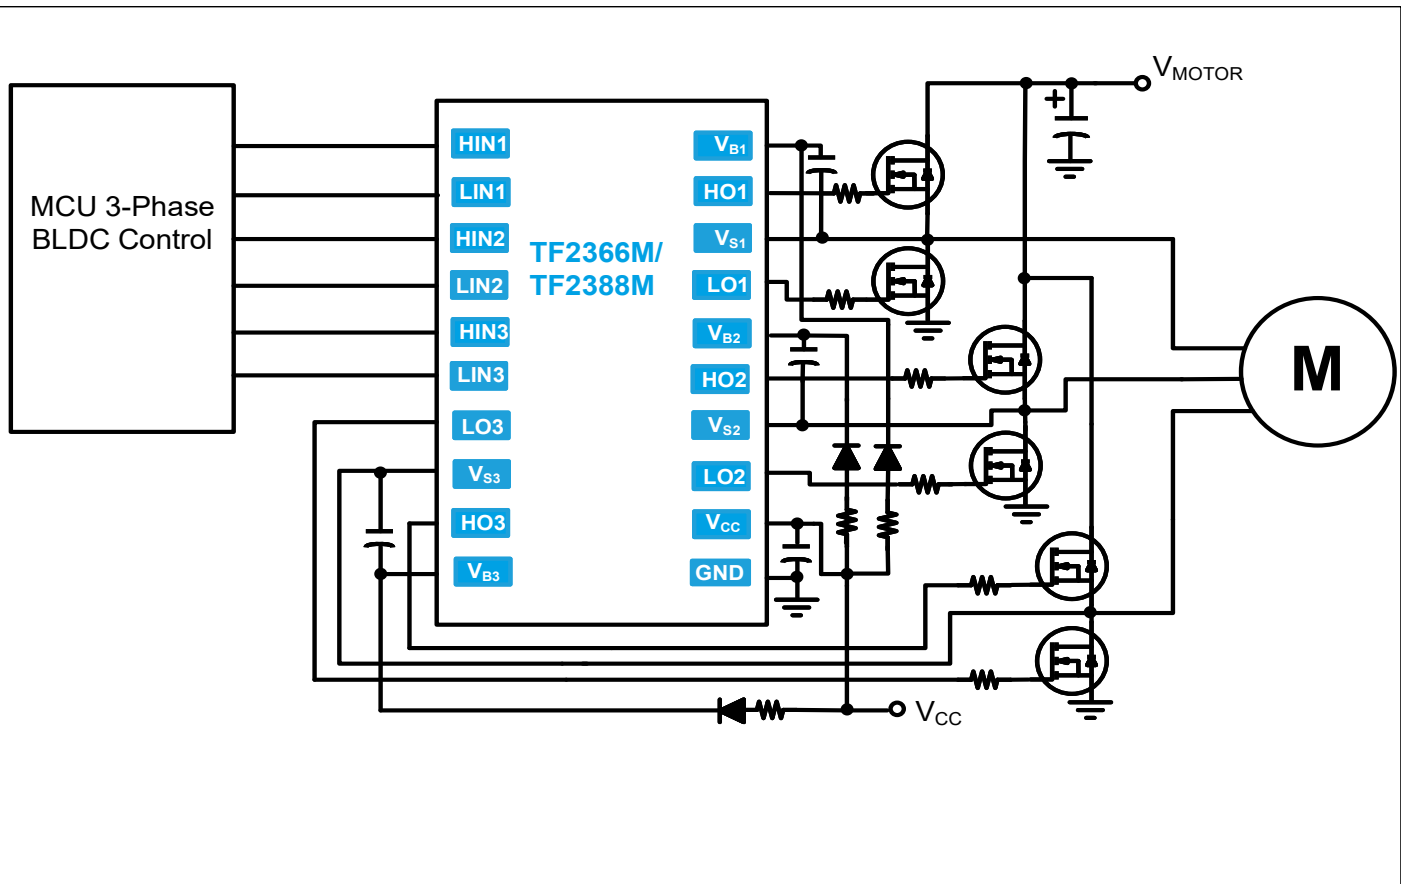 MCU 3-Phase
BLDC Control
HIN1
LIN1
HIN2
LIN2
HIN3
LIN3
LO3
VS3
HO3
VB3
TF2366M/
TF2388M
VB1
HO1
VS1
LO1
VB2
HO2
VS2
LO2
VCC
GND
VMOTOR
+
M
VCC